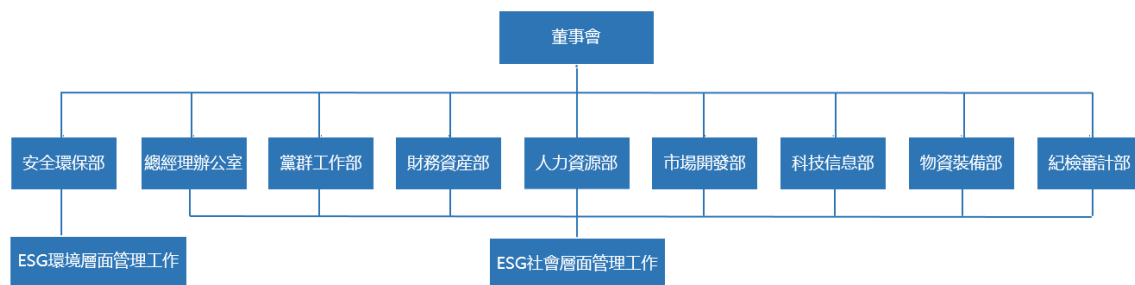 董事會
安全環保部
總經理辦公室
黨群工作部
財務資產部
人力資源部
市場開發部
科技信息部
物資裝備部
紀檢審計部
ESG環境層面管理工作
ESG社會層面管理工作